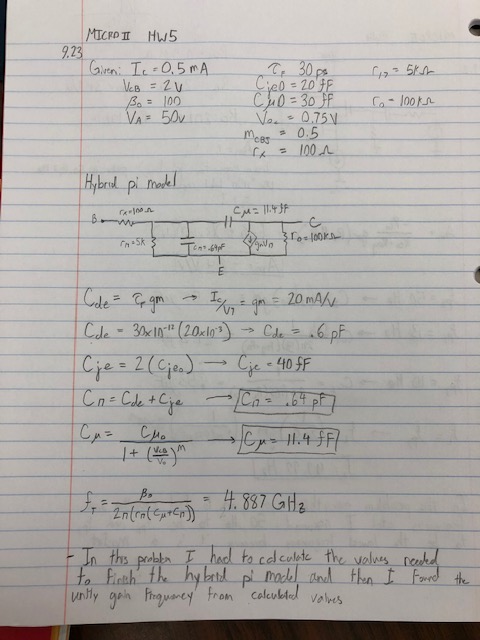 MICRO II HW5
9.23
Given: Ic = 0.5 mA τF 30 ps rπ = 5kΩ
VCB = 2v Cje0 = 20 fF
β0 = 100 Cμ0 = 30 fF r0 = 100kΩ
VA = 50v V0e = 0.75V
mCBJ = 0.5
rx = 100 Ω
Hybrid pi model
rx=100Ω Cμ = 11.4 fF
B C
rπ=5k Cπ=.64pF gmVπ r0=100kΩ
E
Cde = τF gm → Ic/VT = gm = 20 mA/V
Cde = 30x10^-12 (20x10^-3) → Cde = .6 pF
Cje = 2 (Cje0) → Cje = 40 fF
Cπ = Cde + Cje → Cπ = .64 pF
Cμ = Cμ0 / 1 + (VCB/V0)^m → Cμ = 11.4 fF
fT = β0 / 2π(rπ(Cμ+Cπ)) = 4.887 GHz
- In this problem I had to calculate the values needed
to finish the hybrid pi model and then I found the
unity gain frequency from calculated values